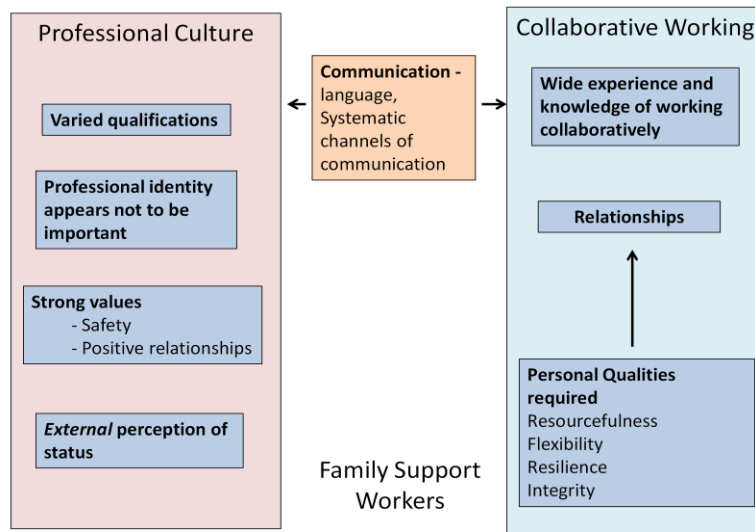 Professional Culture
Varied qualifications
Professional identity
appears not to be
important
Strong values
- Safety
- Positive relationships
External perception of
status
Communication -
language,
Systematic
channels of
communication
Family Support
Workers
Collaborative Working
Wide experience and
knowledge of working
collaboratively
Relationships
Personal Qualities
required
Resourcefulness
Flexibility
Resilience
Integrity